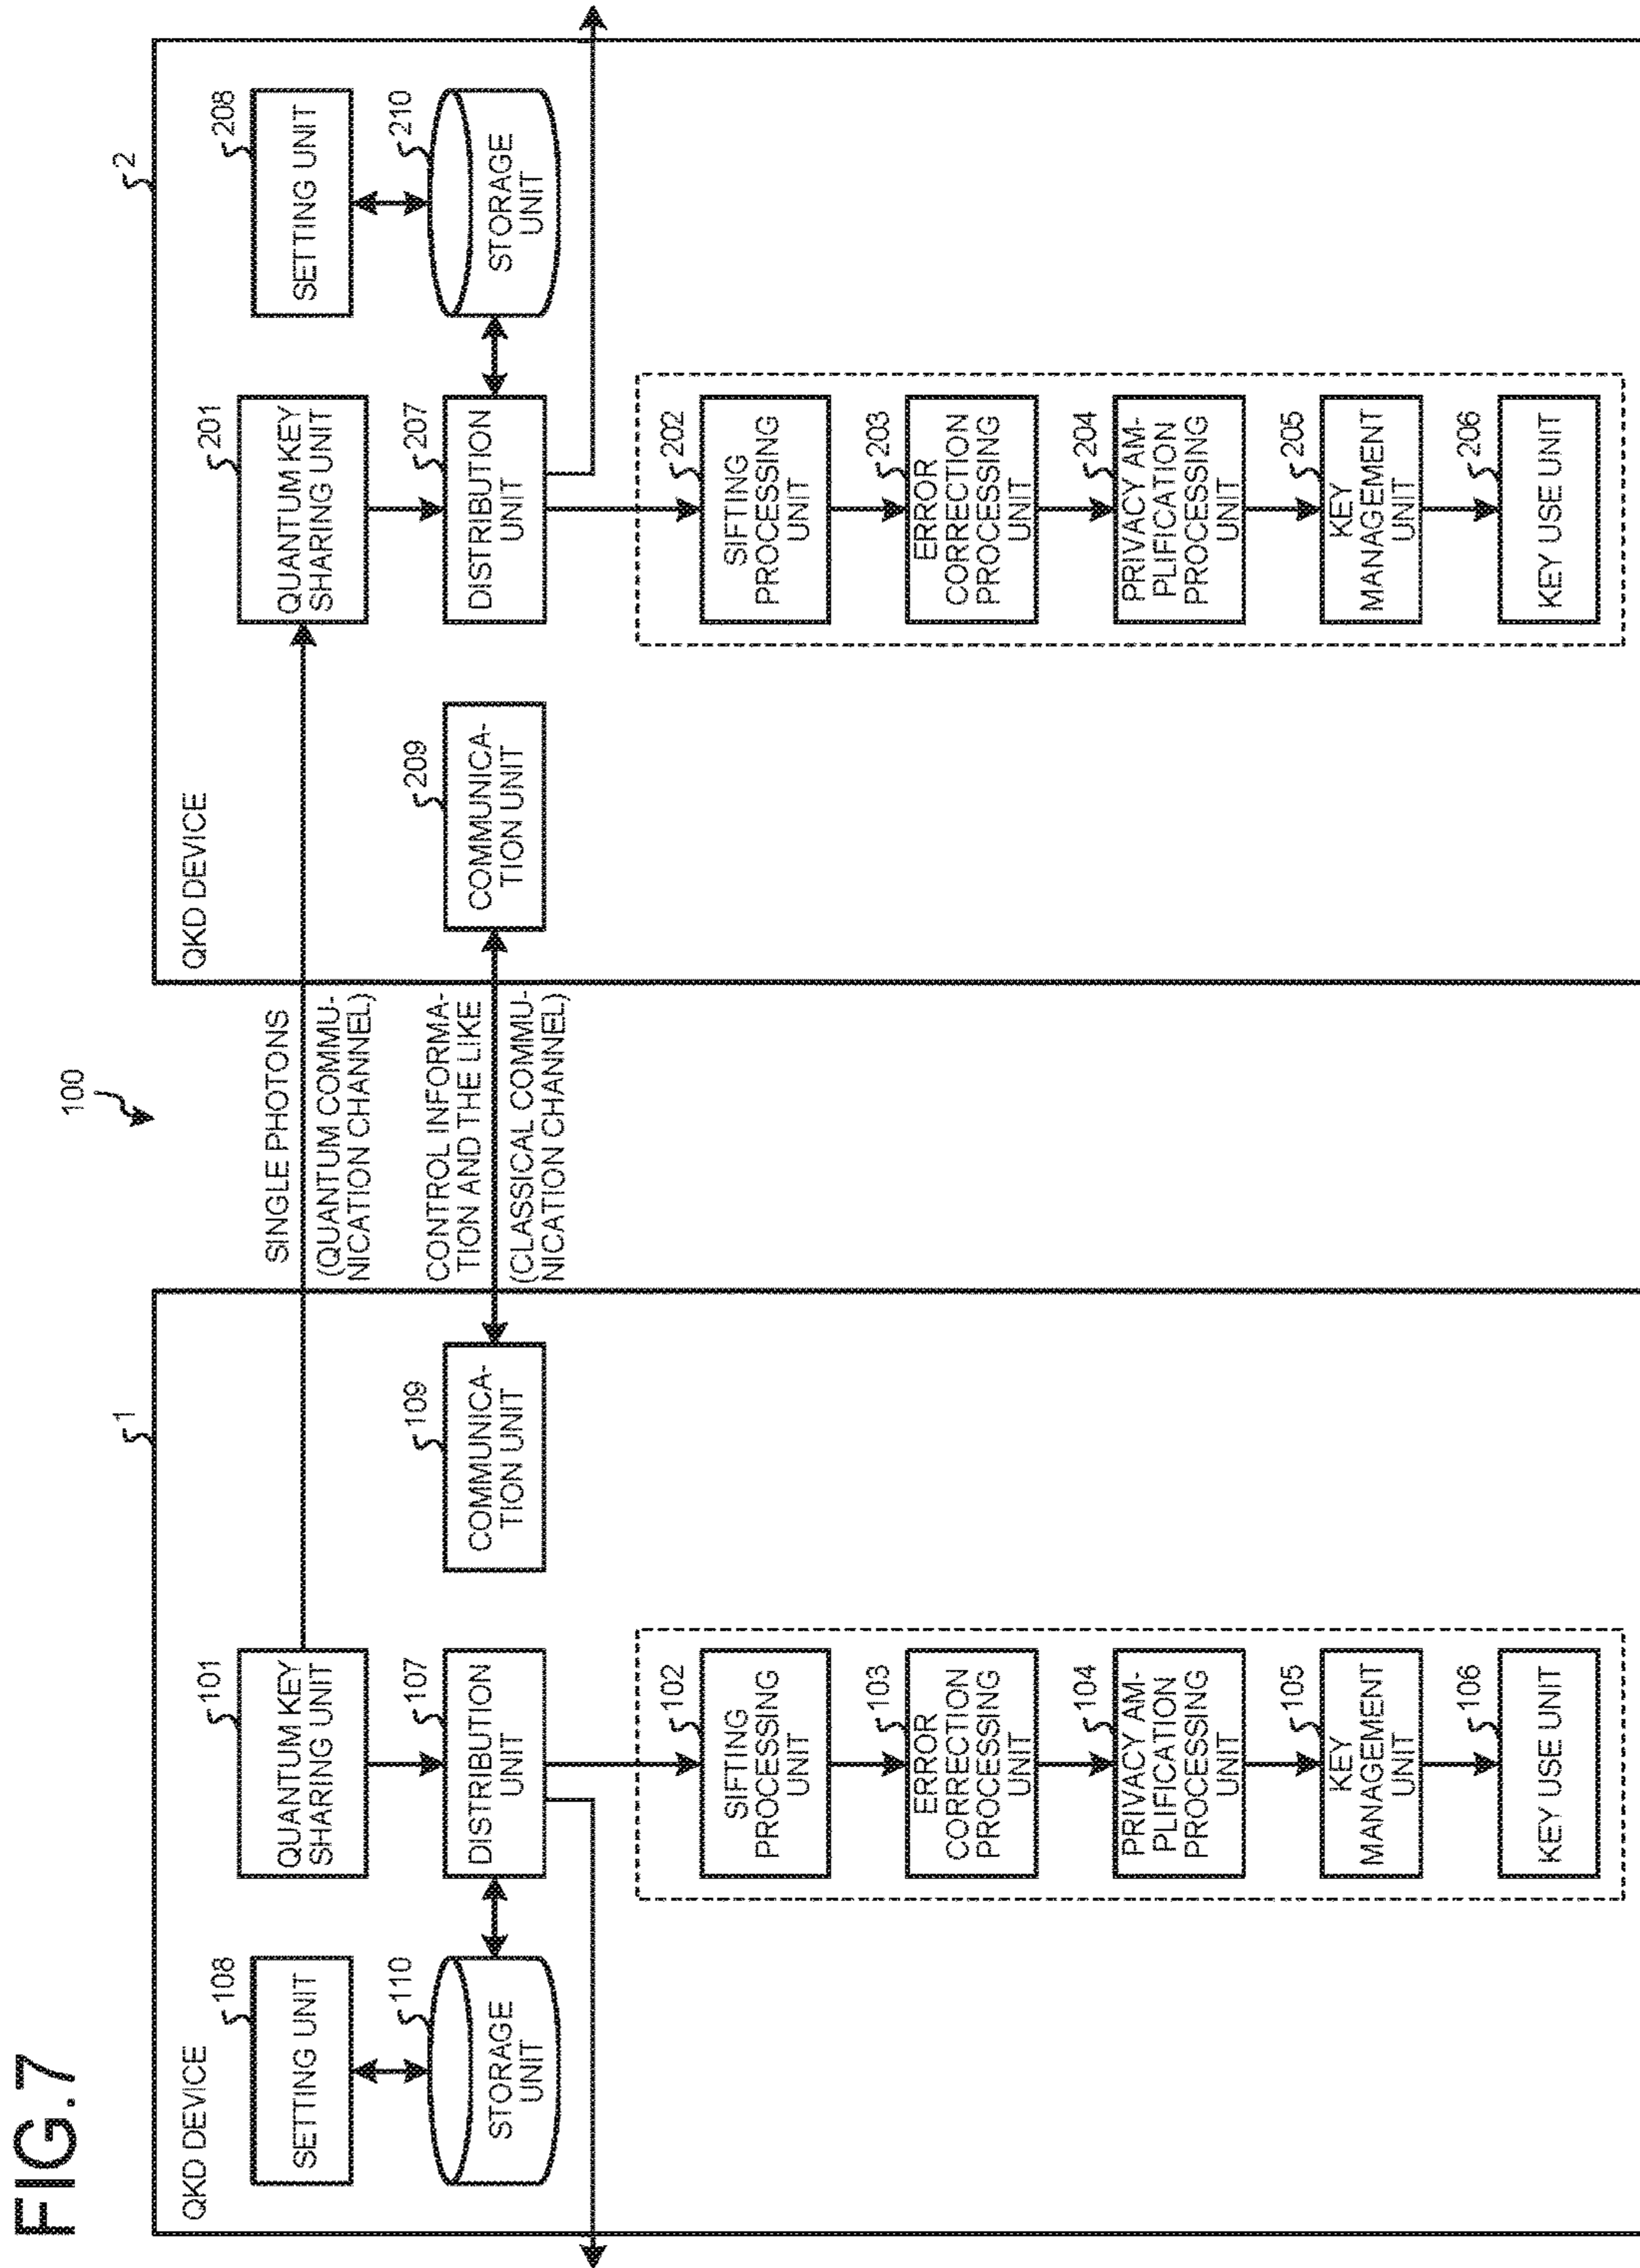 FIG.7
100
1
QKD DEVICE
108
SETTING UNIT
110
STORAGE
UNIT
101
QUANTUM KEY
SHARING UNIT
107
DISTRIBUTION
UNIT
109
COMMUNICA-
TION UNIT
102
SIFTING
PROCESSING
UNIT
103
ERROR
CORRECTION
PROCESSING
UNIT
104
PRIVACY AM-
PLIFICATION
PROCESSING
UNIT
105
KEY
MANAGEMENT
UNIT
106
KEY USE UNIT
SINGLE PHOTONS
(QUANTUM COMMU-
NICATION CHANNEL)
CONTROL INFORMA-
TION AND THE LIKE
(CLASSICAL COMMU-
NICATION CHANNEL)
2
QKD DEVICE
209
COMMUNICA-
TION UNIT
201
QUANTUM KEY
SHARING UNIT
207
DISTRIBUTION
UNIT
208
SETTING UNIT
210
STORAGE
UNIT
202
SIFTING
PROCESSING
UNIT
203
ERROR
CORRECTION
PROCESSING
UNIT
204
PRIVACY AM-
PLIFICATION
PROCESSING
UNIT
205
KEY
MANAGEMENT
UNIT
206
KEY USE UNIT